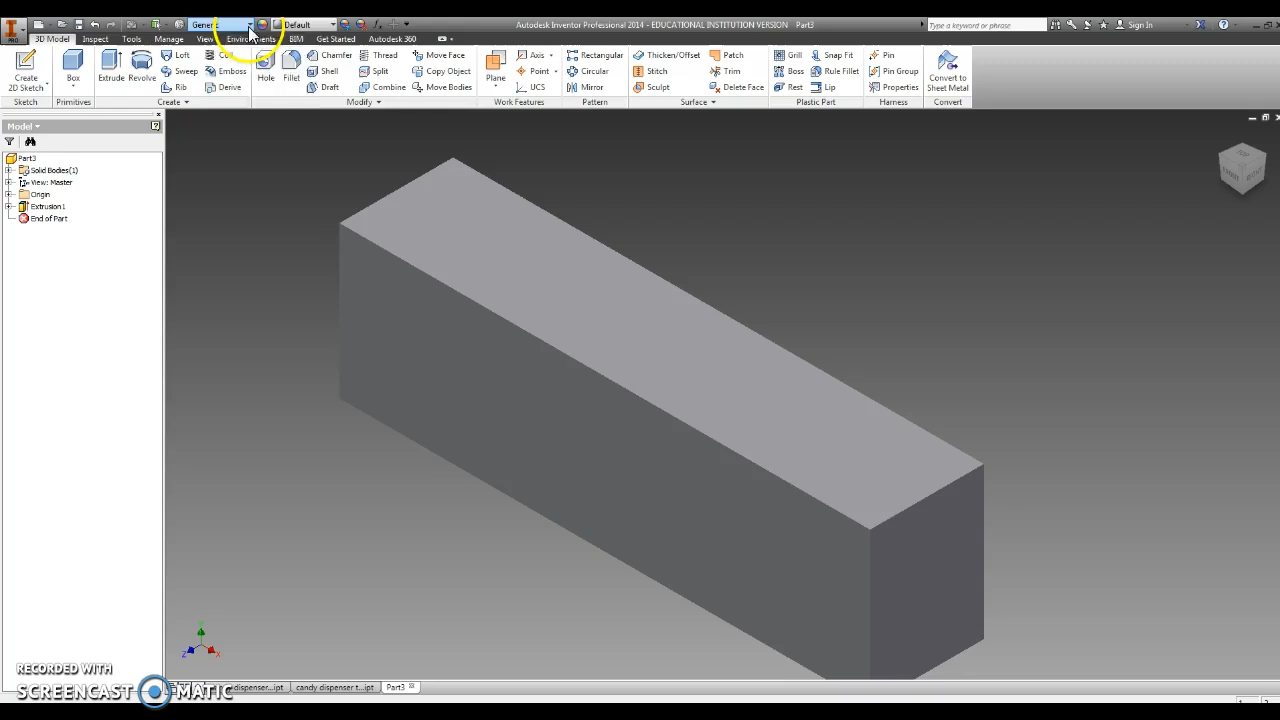 Generic Default Autodesk Inventor Professional 2014 - EDUCATIONAL INSTITUTION VERSION Part3 Type a keyword or phrase Sign In
PRO 3D Model Inspect Tools Manage View Environments BIM Get Started Autodesk 360
Loft Coil Chamfer Thread Move Face Axis Rectangular Thicken/Offset Patch Grill Snap Fit Pin
Create 2D Sketch Box Extrude Revolve Sweep Emboss Hole Fillet Shell Split Copy Object Plane Point Circular Stitch Trim Boss Rule Fillet Pin Group Convert to Sheet Metal
Rib Derive Draft Combine Move Bodies UCS Mirror Sculpt Delete Face Rest Lip Properties
Sketch Primitives Create Modify Work Features Pattern Surface Plastic Part Harness Convert
Model
Part3
Solid Bodies(1)
View: Master
Origin
Extrusion1
End of Part
TOP
Y
Z X
RECORDED WITH
SCREENCAST MATIC
dispenser...ipt candy dispenser t...ipt Part3